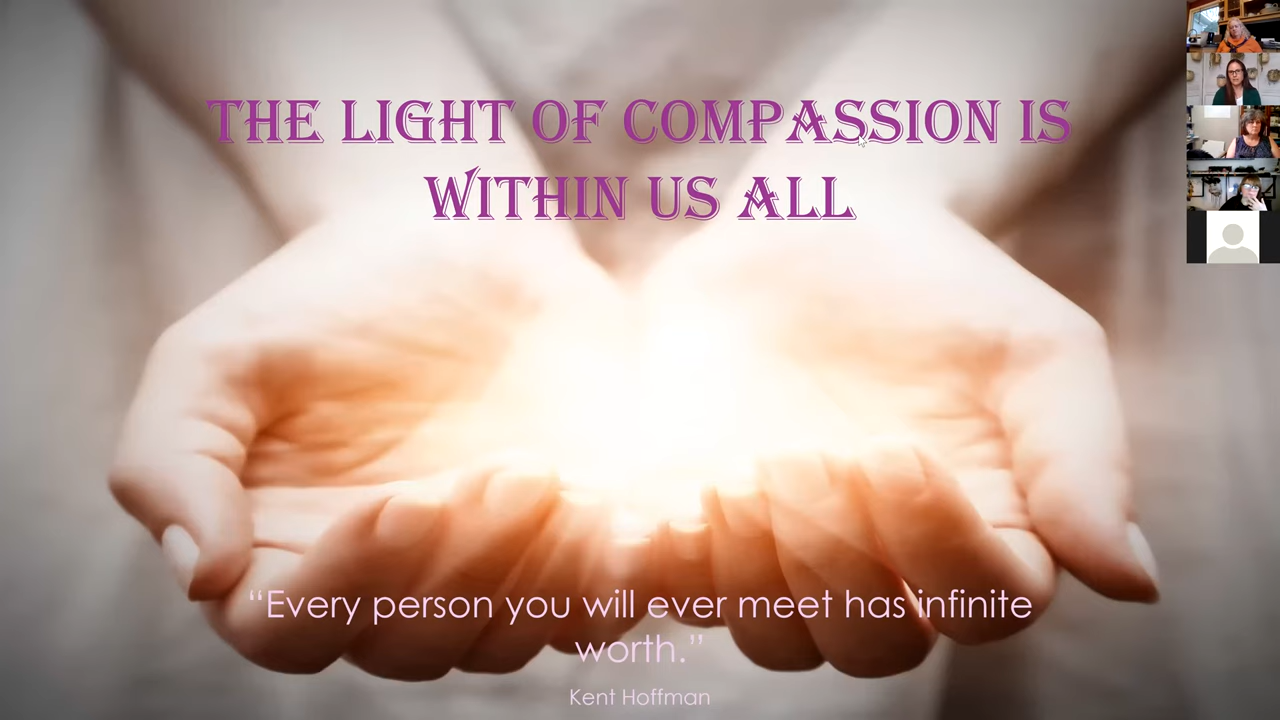 THE LIGHT OF COMPASSION IS
WITHIN US ALL
“Every person you will ever meet has infinite
worth.”
Kent Hoffman